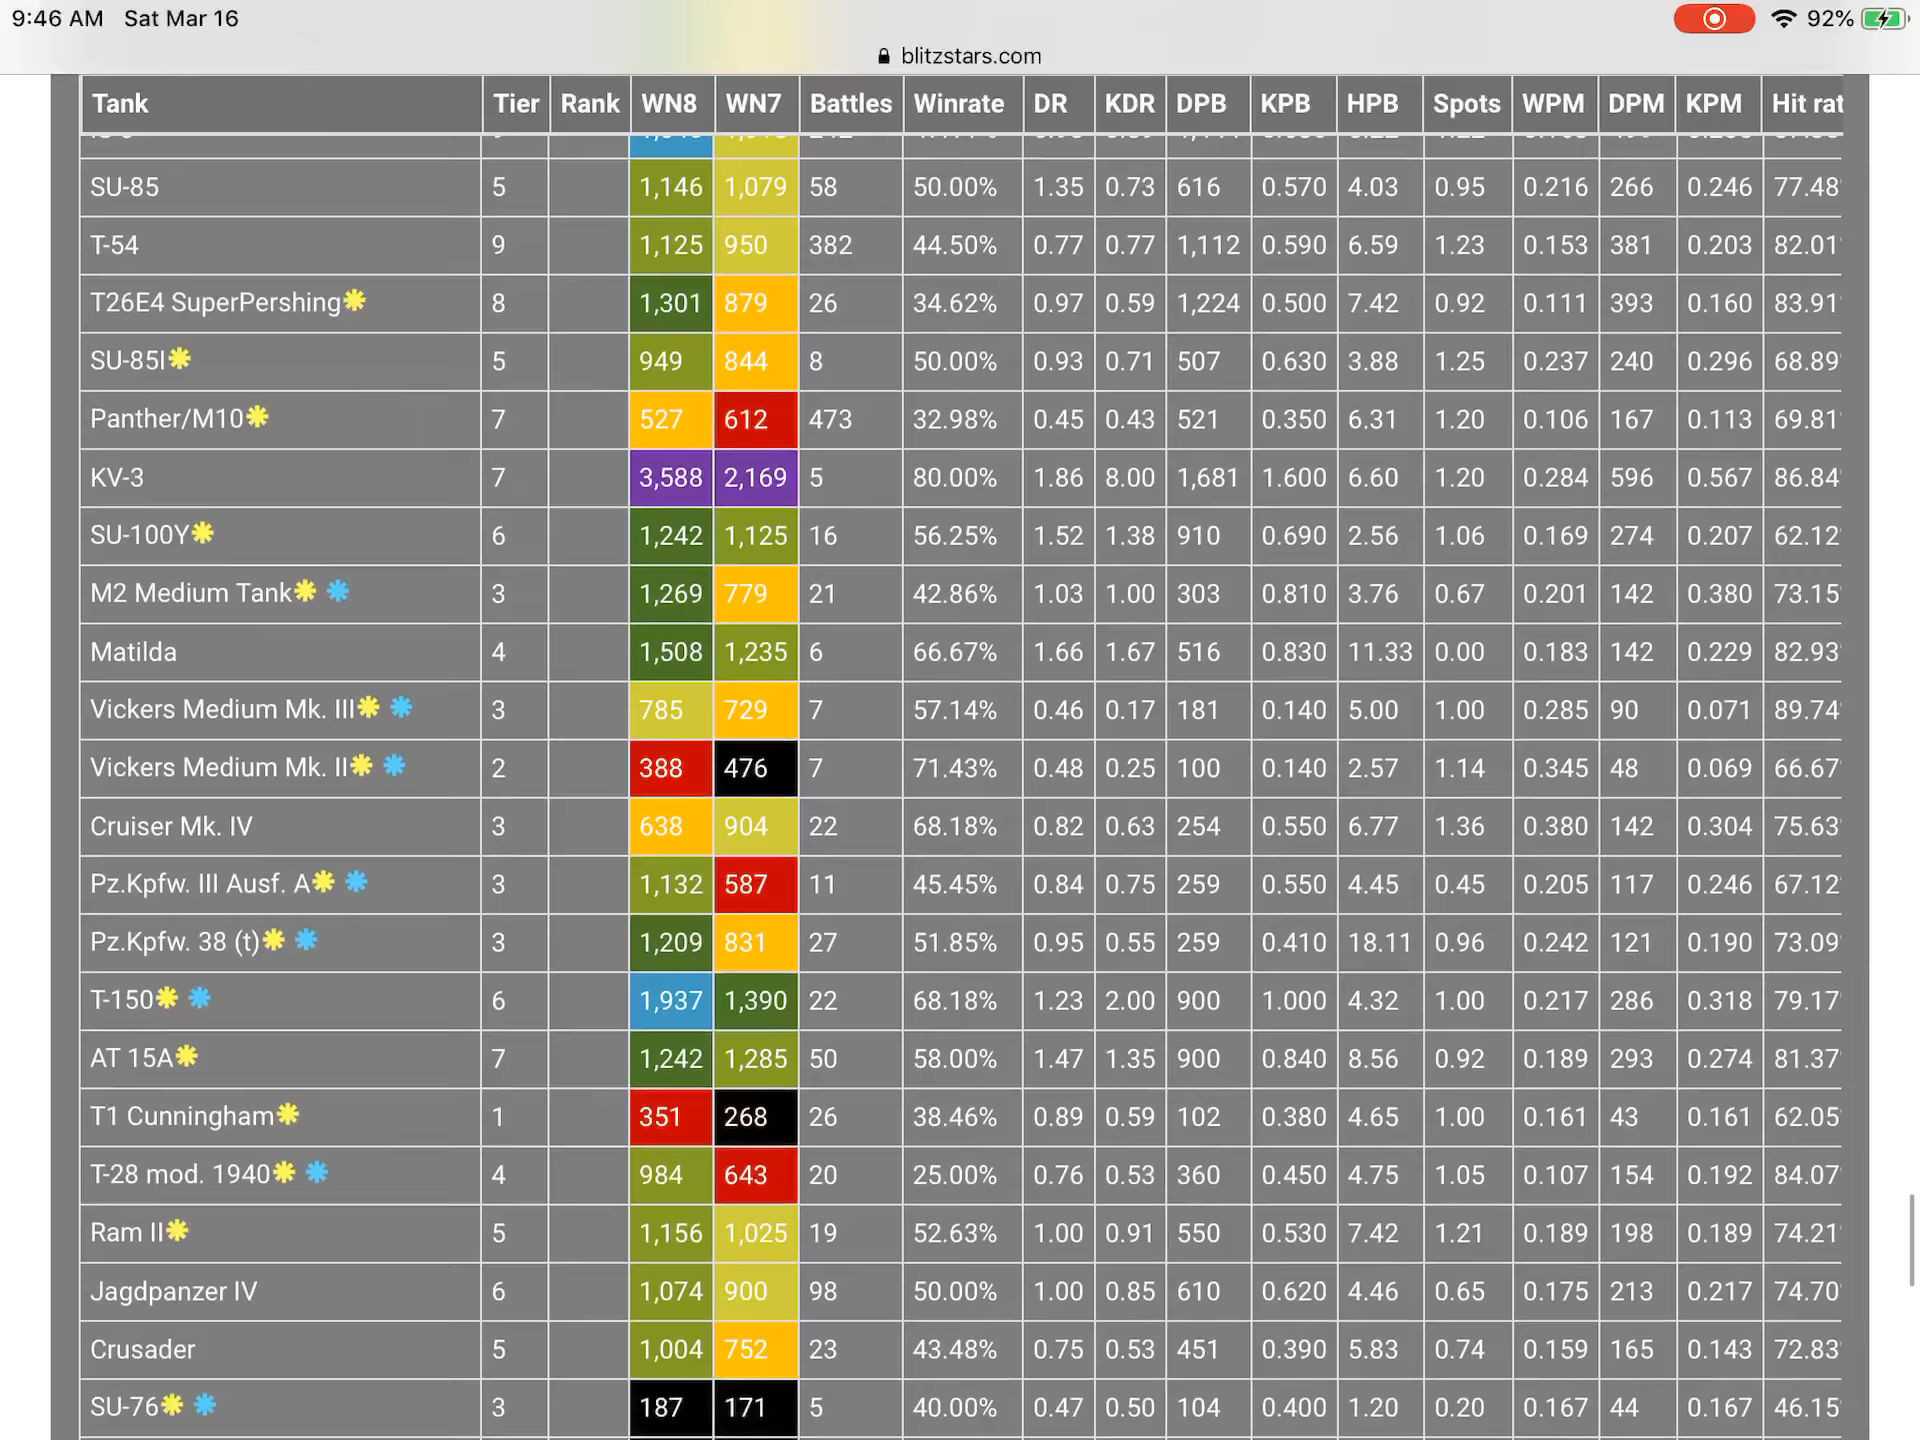 9:46 AM Sat Mar 16 92%
blitzstars.com
Tank Tier Rank WN8 WN7 Battles Winrate DR KDR DPB KPB HPB Spots WPM DPM KPM Hit rat
SU-85 5 1,146 1,079 58 50.00% 1.35 0.73 616 0.570 4.03 0.95 0.216 266 0.246 77.48
T-54 9 1,125 950 382 44.50% 0.77 0.77 1,112 0.590 6.59 1.23 0.153 381 0.203 82.01
T26E4 SuperPershing 8 1,301 879 26 34.62% 0.97 0.59 1,224 0.500 7.42 0.92 0.111 393 0.160 83.91
SU-85I 5 949 844 8 50.00% 0.93 0.71 507 0.630 3.88 1.25 0.237 240 0.296 68.89
Panther/M10 7 527 612 473 32.98% 0.45 0.43 521 0.350 6.31 1.20 0.106 167 0.113 69.81
KV-3 7 3,588 2,169 5 80.00% 1.86 8.00 1,681 1.600 6.60 1.20 0.284 596 0.567 86.84
SU-100Y 6 1,242 1,125 16 56.25% 1.52 1.38 910 0.690 2.56 1.06 0.169 274 0.207 62.12
M2 Medium Tank 3 1,269 779 21 42.86% 1.03 1.00 303 0.810 3.76 0.67 0.201 142 0.380 73.15
Matilda 4 1,508 1,235 6 66.67% 1.66 1.67 516 0.830 11.33 0.00 0.183 142 0.229 82.93
Vickers Medium Mk. III 3 785 729 7 57.14% 0.46 0.17 181 0.140 5.00 1.00 0.285 90 0.071 89.74
Vickers Medium Mk. II 2 388 476 7 71.43% 0.48 0.25 100 0.140 2.57 1.14 0.345 48 0.069 66.67
Cruiser Mk. IV 3 638 904 22 68.18% 0.82 0.63 254 0.550 6.77 1.36 0.380 142 0.304 75.63
Pz.Kpfw. III Ausf. A 3 1,132 587 11 45.45% 0.84 0.75 259 0.550 4.45 0.45 0.205 117 0.246 67.12
Pz.Kpfw. 38 (t) 3 1,209 831 27 51.85% 0.95 0.55 259 0.410 18.11 0.96 0.242 121 0.190 73.09
T-150 6 1,937 1,390 22 68.18% 1.23 2.00 900 1.000 4.32 1.00 0.217 286 0.318 79.17
AT 15A 7 1,242 1,285 50 58.00% 1.47 1.35 900 0.840 8.56 0.92 0.189 293 0.274 81.37
T1 Cunningham 1 351 268 26 38.46% 0.89 0.59 102 0.380 4.65 1.00 0.161 43 0.161 62.05
T-28 mod. 1940 4 984 643 20 25.00% 0.76 0.53 360 0.450 4.75 1.05 0.107 154 0.192 84.07
Ram II 5 1,156 1,025 19 52.63% 1.00 0.91 550 0.530 7.42 1.21 0.189 198 0.189 74.21
Jagdpanzer IV 6 1,074 900 98 50.00% 1.00 0.85 610 0.620 4.46 0.65 0.175 213 0.217 74.70
Crusader 5 1,004 752 23 43.48% 0.75 0.53 451 0.390 5.83 0.74 0.159 165 0.143 72.83
SU-76 3 187 171 5 40.00% 0.47 0.50 104 0.400 1.20 0.20 0.167 44 0.167 46.15